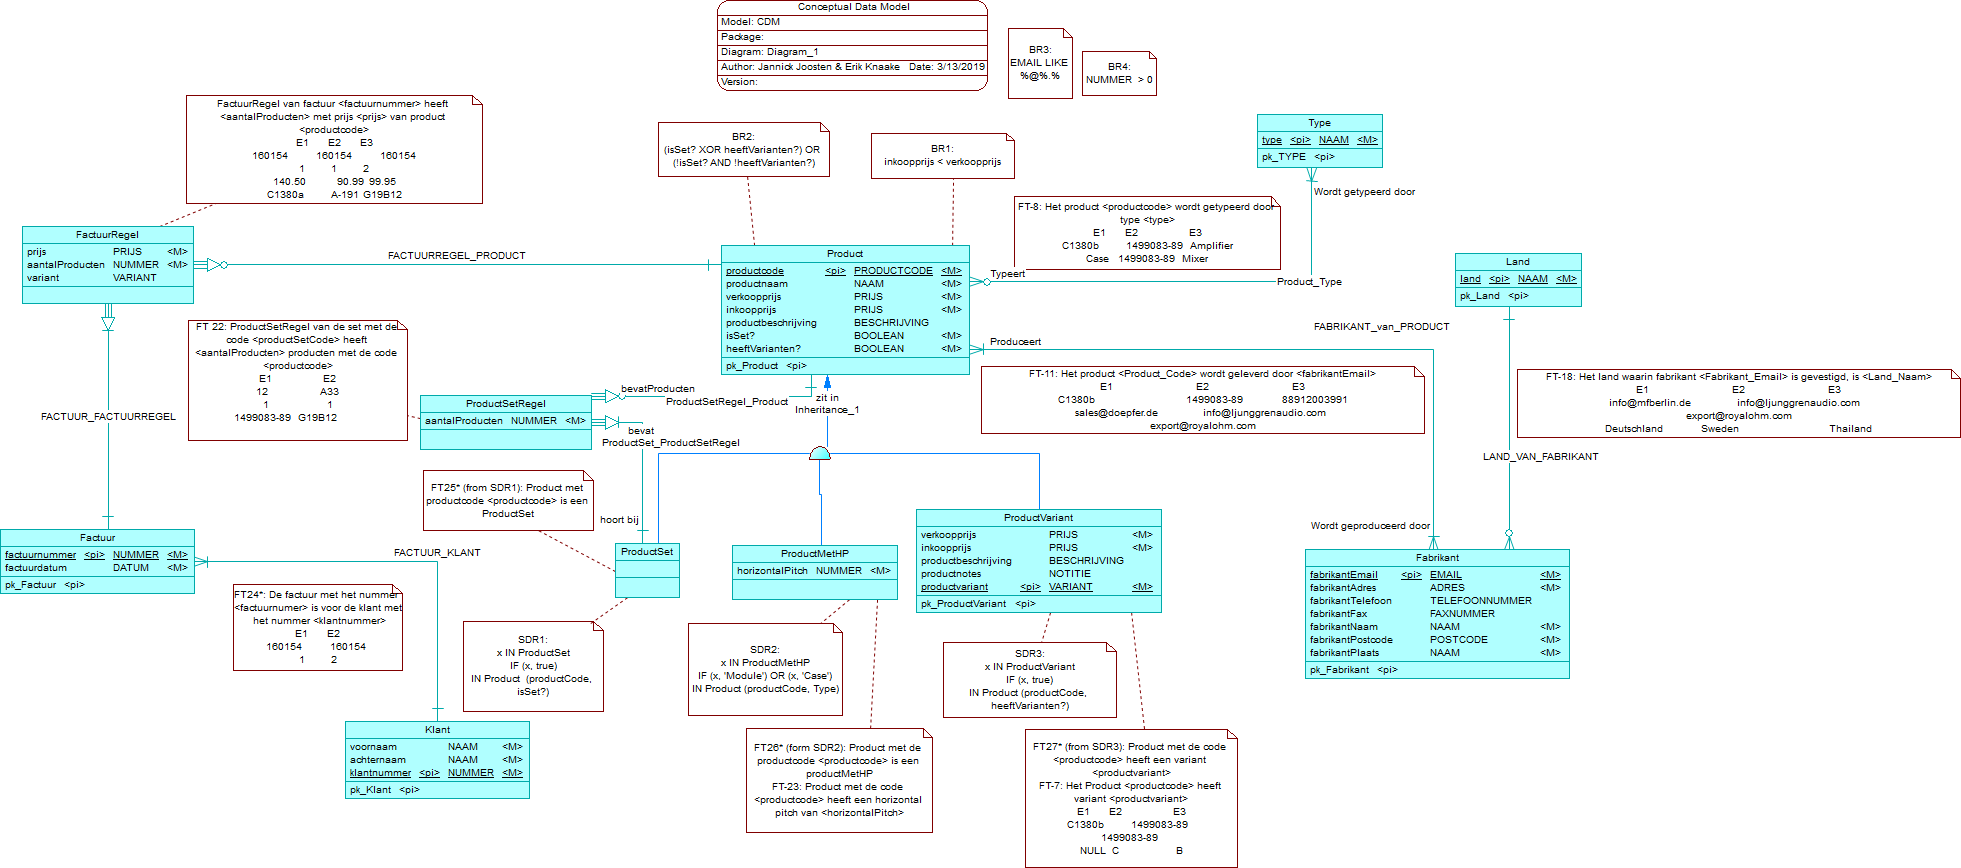 Conceptual Data Model
Model: CDM
Package:
Diagram: Diagram_1
Author: Jannick Joosten & Erik Knaake Date: 3/13/2019
Version:
BR3:
EMAIL LIKE
%@%.%
BR4:
NUMMER > 0
FactuurRegel van factuur <factuurnummer> heeft
<aantalProducten> met prijs <prijs> van product
<productcode>
E1 E2 E3
160154 160154 160154
1 1 2
140.50 90.99 99.95
C1380a A-191 G19B12
BR2:
(isSet? XOR heeftVarianten?) OR
(!isSet? AND !heeftVarianten?)
BR1:
inkoopprijs < verkoopprijs
Type
type <pi> NAAM <M>
pk_TYPE <pi>
Wordt getypeerd door
FT-8: Het product <productcode> wordt getypeerd door
type <type>
E1 E2 E3
C1380b 1499083-89 Amplifier
Case 1499083-89 Mixer
FactuurRegel
prijs PRIJS <M>
aantalProducten NUMMER <M>
variant VARIANT
FACTUURREGEL_PRODUCT
Product
productcode <pi> PRODUCTCODE <M>
productnaam NAAM <M>
verkoopprijs PRIJS <M>
inkoopprijs PRIJS <M>
productbeschrijving BESCHRIJVING
isSet? BOOLEAN <M>
heeftVarianten? BOOLEAN <M>
pk_Product <pi>
Typeert
Product_Type
Land
land <pi> NAAM <M>
pk_Land <pi>
FABRIKANT_van_PRODUCT
Produceert
FT 22: ProductSetRegel van de set met de
code <productSetCode> heeft
<aantalProducten> producten met de code
<productcode>
E1 E2
12 A33
1 1
1499083-89 G19B12
FT-11: Het product <Product_Code> wordt geleverd door <fabrikantEmail>
E1 E2 E3
C1380b 1499083-89 88912003991
sales@doepfer.de info@ljunggrenaudio.com
export@royalohm.com
FT-18: Het land waarin fabrikant <Fabrikant_Email> is gevestigd, is <Land_Naam>
E1 E2 E3
info@mfberlin.de info@ljunggrenaudio.com
export@royalohm.com
Deutschland Sweden Thailand
FACTUUR_FACTUURREGEL
ProductSetRegel
aantalProducten NUMMER <M>
bevatProducten
ProductSetRegel_Product
zit in
Inheritance_1
bevat
ProductSet_ProductSetRegel
LAND_VAN_FABRIKANT
FT25* (from SDR1): Product met
productcode <productcode> is een
ProductSet
hoort bij
Wordt geproduceerd door
Factuur
factuurnummer <pi> NUMMER <M>
factuurdatum DATUM <M>
pk_Factuur <pi>
FACTUUR_KLANT
ProductSet
ProductMetHP
horizontalPitch NUMMER <M>
ProductVariant
verkoopprijs PRIJS <M>
inkoopprijs PRIJS <M>
productbeschrijving BESCHRIJVING
productnotes NOTITIE
productvariant <pi> VARIANT <M>
pk_ProductVariant <pi>
Fabrikant
fabrikantEmail <pi> EMAIL <M>
fabrikantAdres ADRES <M>
fabrikantTelefoon TELEFOONNUMMER
fabrikantFax FAXNUMMER
fabrikantNaam NAAM <M>
fabrikantPostcode POSTCODE <M>
fabrikantPlaats NAAM <M>
pk_Fabrikant <pi>
FT24*: De factuur met het nummer
<factuurnumer> is voor de klant met
het nummer <klantnummer>
E1 E2
160154 160154
1 2
SDR1:
x IN ProductSet
IF (x, true)
IN Product (productCode,
isSet?)
SDR2:
x IN ProductMetHP
IF (x, 'Module') OR (x, 'Case')
IN Product (productCode, Type)
SDR3:
x IN ProductVariant
IF (x, true)
IN Product (productCode,
heeftVarianten?)
Klant
voornaam NAAM <M>
achternaam NAAM <M>
klantnummer <pi> NUMMER <M>
pk_Klant <pi>
FT26* (form SDR2): Product met de
productcode <productcode> is een
productMetHP
FT-23: Product met de code
<productcode> heeft een horizontal
pitch van <horizontalPitch>
FT27* (from SDR3): Product met de code
<productcode> heeft een variant
<productvariant>
FT-7: Het Product <productcode> heeft
variant <productvariant>
E1 E2 E3
C1380b 1499083-89
1499083-89
NULL C B